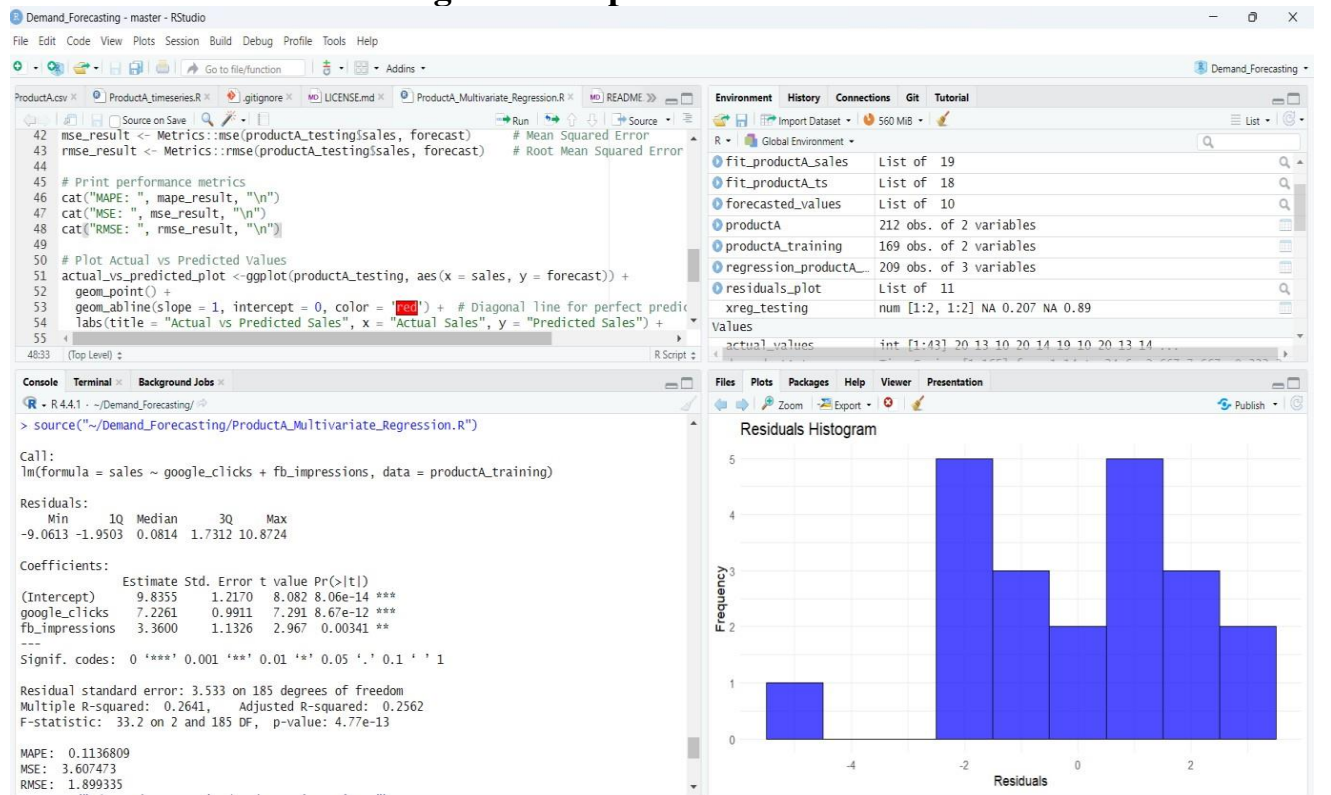 Demand_Forecasting - master - RStudio
File Edit Code View Plots Session Build Debug Profile Tools Help
Go to file/function
Addins
Demand_Forecasting
ProductA.csv
ProductA_timeseries.R
.gitignore
LICENSE.md
ProductA_Multivariate_Regression.R
README.
Source on Save
Run
Source
42 mse_result <- Metrics::mse(productA_testing$sales, forecast) # Mean Squared Error
43 rmse_result <- Metrics::rmse(productA_testing$sales, forecast) # Root Mean Squared Error
44
45 # Print performance metrics
46 cat("MAPE: ", mape_result, "\n")
47 cat("MSE: ", mse_result, "\n")
48 cat("RMSE: ", rmse_result, "\n")
49
50 # Plot Actual vs Predicted Values
51 actual_vs_predicted_plot <-ggplot(productA_testing, aes(x = sales, y = forecast)) +
52 geom_point() +
53 geom_abline(slope = 1, intercept = 0, color = "red") + # Diagonal line for perfect predic
54 labs(title = "Actual vs Predicted Sales", x = "Actual Sales", y = "Predicted Sales") +
55
48:33 (Top Level) R Script
Console Terminal Background Jobs
R 4.4.1 · ~/Demand_Forecasting/
> source("~/Demand_Forecasting/ProductA_Multivariate_Regression.R")
Call:
lm(formula = sales ~ google_clicks + fb_impressions, data = productA_training)
Residuals:
Min 1Q Median 3Q Max
-9.0613 -1.9503 0.0814 1.7312 10.8724
Coefficients:
Estimate Std. Error t value Pr(>|t|)
(Intercept) 9.8355 1.2170 8.082 8.06e-14 ***
google_clicks 7.2261 0.9911 7.291 8.67e-12 ***
fb_impressions 3.3600 1.1326 2.967 0.00341 **
---
Signif. codes: 0 ‘***’ 0.001 ‘**’ 0.01 ‘*’ 0.05 ‘.’ 0.1 ‘ ’ 1
Residual standard error: 3.533 on 185 degrees of freedom
Multiple R-squared: 0.2641, Adjusted R-squared: 0.2562
F-statistic: 33.2 on 2 and 185 DF, p-value: 4.77e-13
MAPE: 0.1136809
MSE: 3.607473
RMSE: 1.899335
Environment History Connections Git Tutorial
Import Dataset 560 MiB List
R Global Environment
fit_productA_sales List of 19
fit_productA_ts List of 18
forecasted_values List of 10
productA 212 obs. of 2 variables
productA_training 169 obs. of 2 variables
regression_productA_… 209 obs. of 3 variables
residuals_plot List of 11
xreg_testing num [1:2, 1:2] NA 0.207 NA 0.89
Values
actual_values int [1:43] 20 13 10 20 14 19 10 20 13 14 ...
Files Plots Packages Help Viewer Presentation
Zoom Export Publish
Residuals Histogram
5
4
3
2
1
0
Frequency
-4 -2 0 2
Residuals